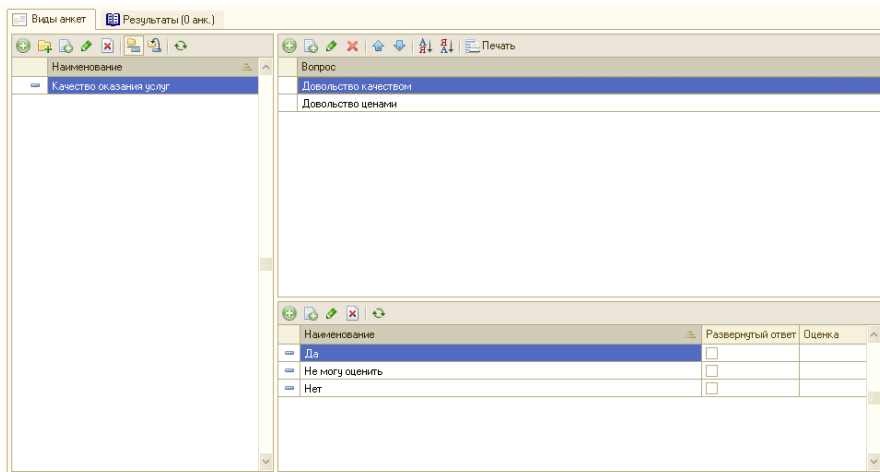 Виды анкет
Результаты (0 анк.)
Печать
Наименование
Качество оказания услуг
Вопрос
Довольство качеством
Довольство ценами
Наименование
Развернутый ответ
Оценка
Да
Не могу оценить
Нет